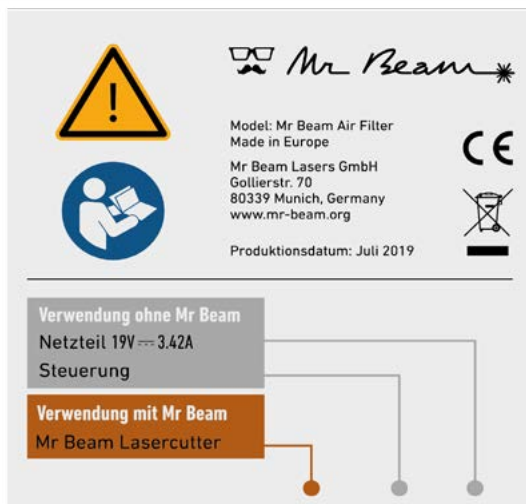 Mr Beam
Model: Mr Beam Air Filter
Made in Europe
Mr Beam Lasers GmbH
Gollierstr. 70
80339 Munich, Germany
www.mr-beam.org
Produktionsdatum: Juli 2019
CE
Verwendung ohne Mr Beam
Netzteil 19V⎓3.42A
Steuerung
Verwendung mit Mr Beam
Mr Beam Lasercutter